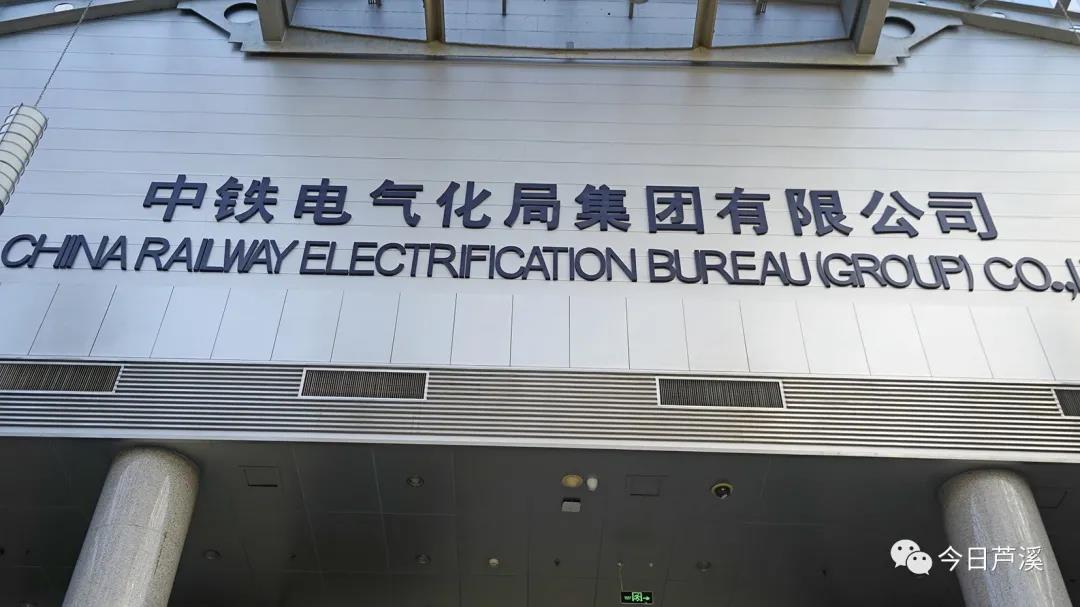 中铁电气化局集团有限公司
CHINA RAILWAY ELECTRIFICATION BUREAU (GROUP) CO.,
今日芦溪